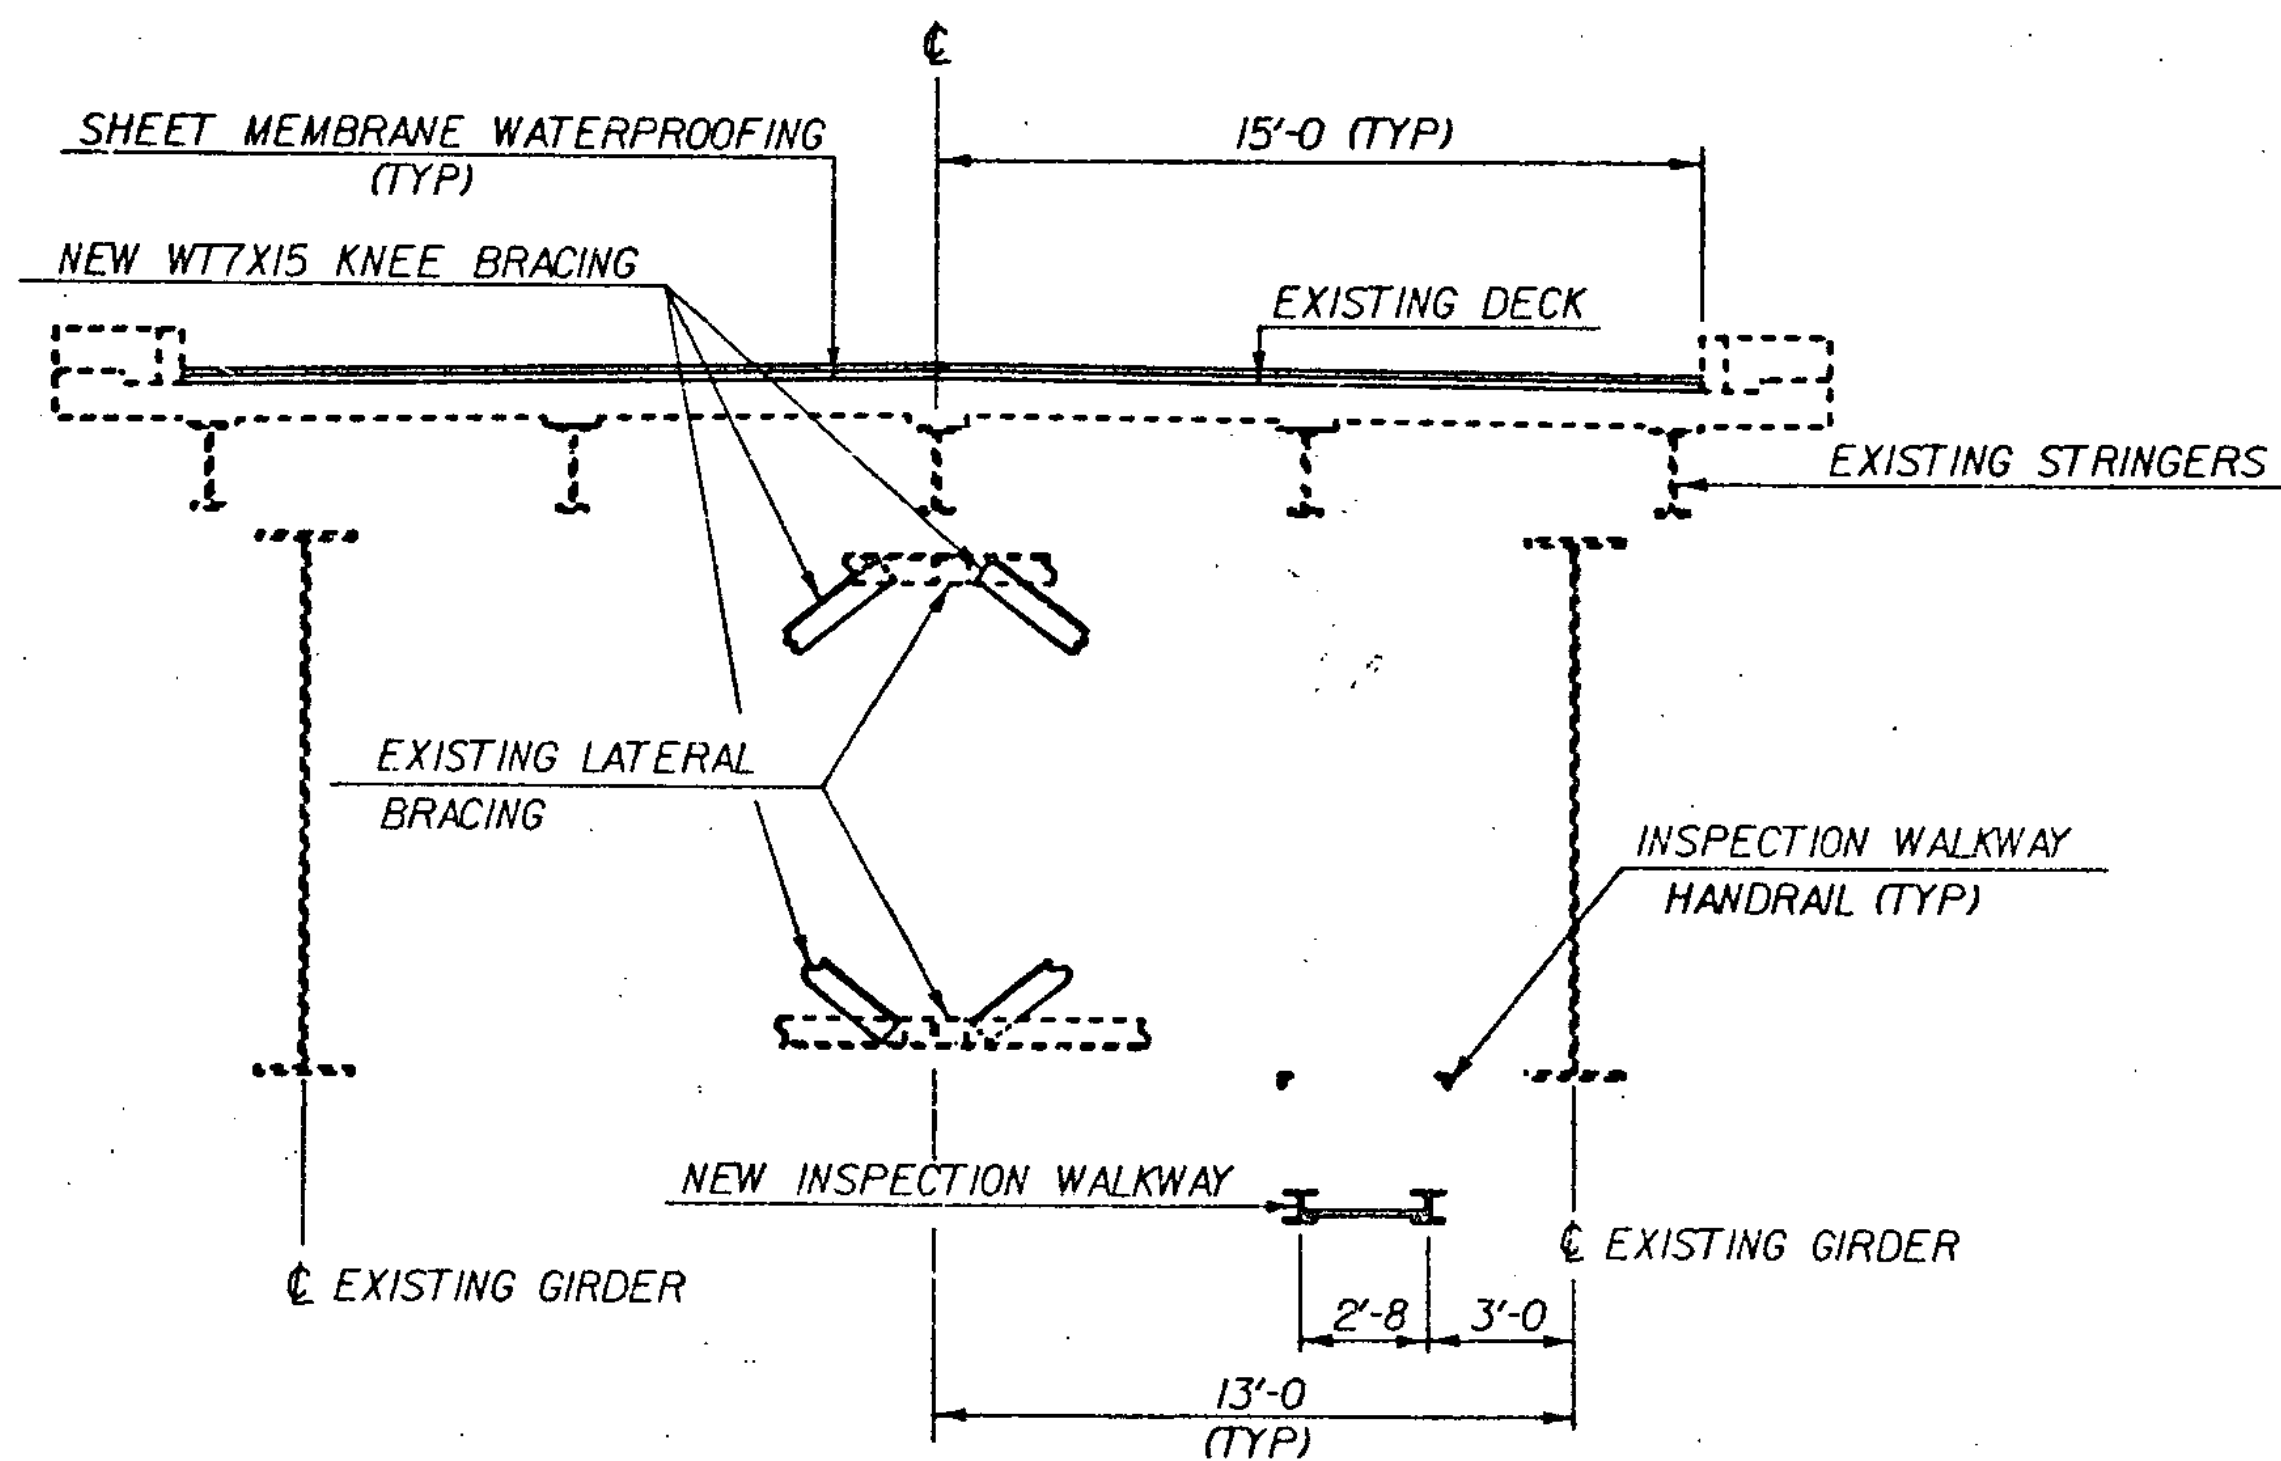 ℄
SHEET MEMBRANE WATERPROOFING
(TYP)
15'-0 (TYP)
NEW WT7X15 KNEE BRACING
EXISTING DECK
EXISTING STRINGERS
EXISTING LATERAL
BRACING
INSPECTION WALKWAY
HANDRAIL (TYP)
NEW INSPECTION WALKWAY
℄ EXISTING GIRDER
℄ EXISTING GIRDER
2'-8
3'-0
13'-0
(TYP)